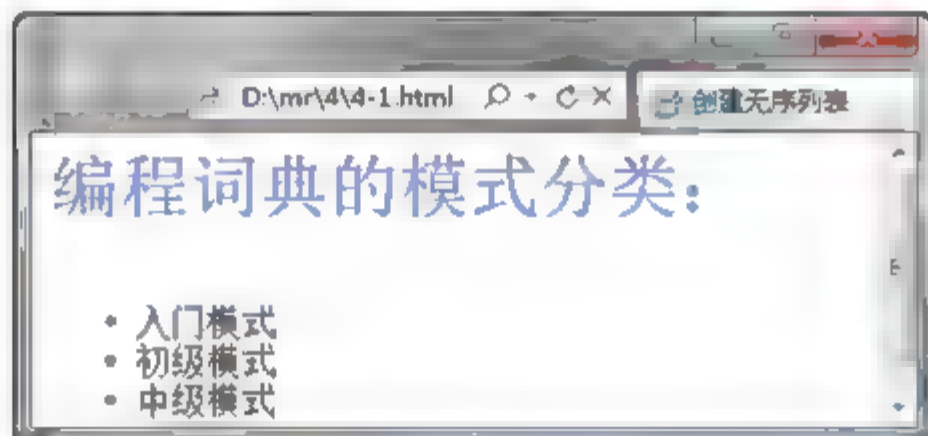 D:\mr\4\4-1.html
创建无序列表
编程词典的模式分类：
• 入门模式
• 初级模式
• 中级模式